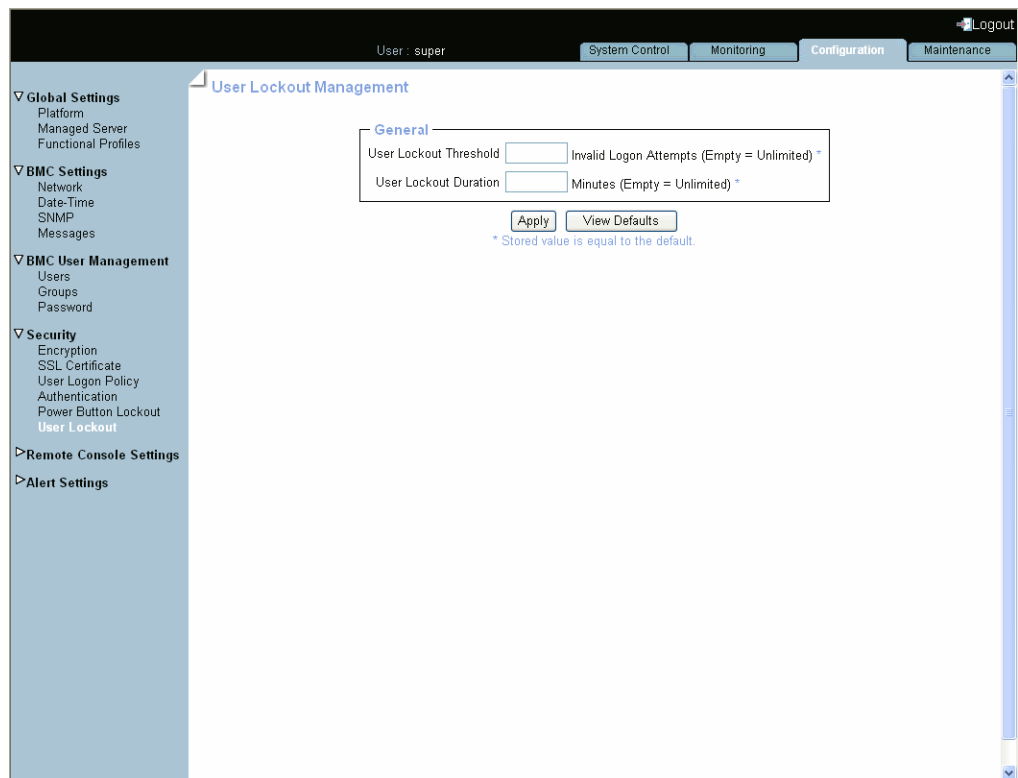 Logout
User : super
System Control
Monitoring
Configuration
Maintenance
Global Settings
Platform
Managed Server
Functional Profiles
BMC Settings
Network
Date-Time
SNMP
Messages
BMC User Management
Users
Groups
Password
Security
Encryption
SSL Certificate
User Logon Policy
Authentication
Power Button Lockout
User Lockout
Remote Console Settings
Alert Settings
User Lockout Management
General
User Lockout Threshold Invalid Logon Attempts (Empty = Unlimited) *
User Lockout Duration Minutes (Empty = Unlimited) *
Apply View Defaults
* Stored value is equal to the default.